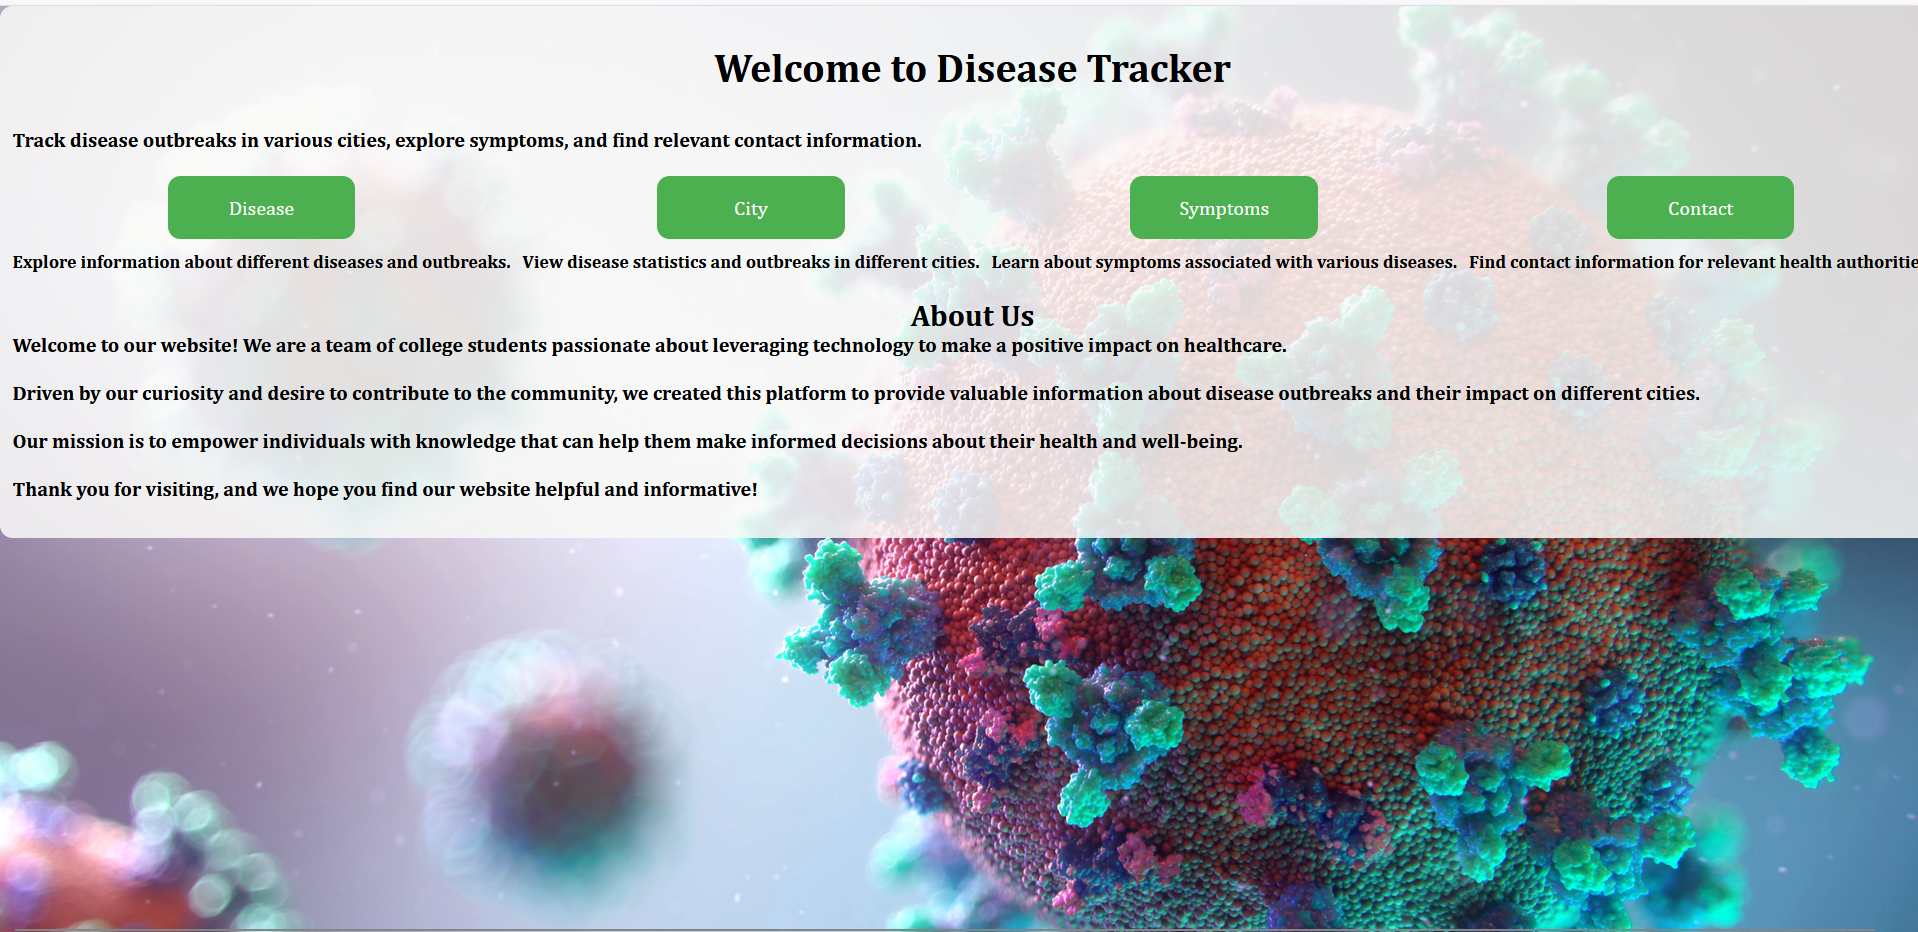 Welcome to Disease Tracker
Track disease outbreaks in various cities, explore symptoms, and find relevant contact information.
Disease
City
Symptoms
Contact
Explore information about different diseases and outbreaks.
View disease statistics and outbreaks in different cities.
Learn about symptoms associated with various diseases.
Find contact information for relevant health authoritie
About Us
Welcome to our website! We are a team of college students passionate about leveraging technology to make a positive impact on healthcare.
Driven by our curiosity and desire to contribute to the community, we created this platform to provide valuable information about disease outbreaks and their impact on different cities.
Our mission is to empower individuals with knowledge that can help them make informed decisions about their health and well-being.
Thank you for visiting, and we hope you find our website helpful and informative!